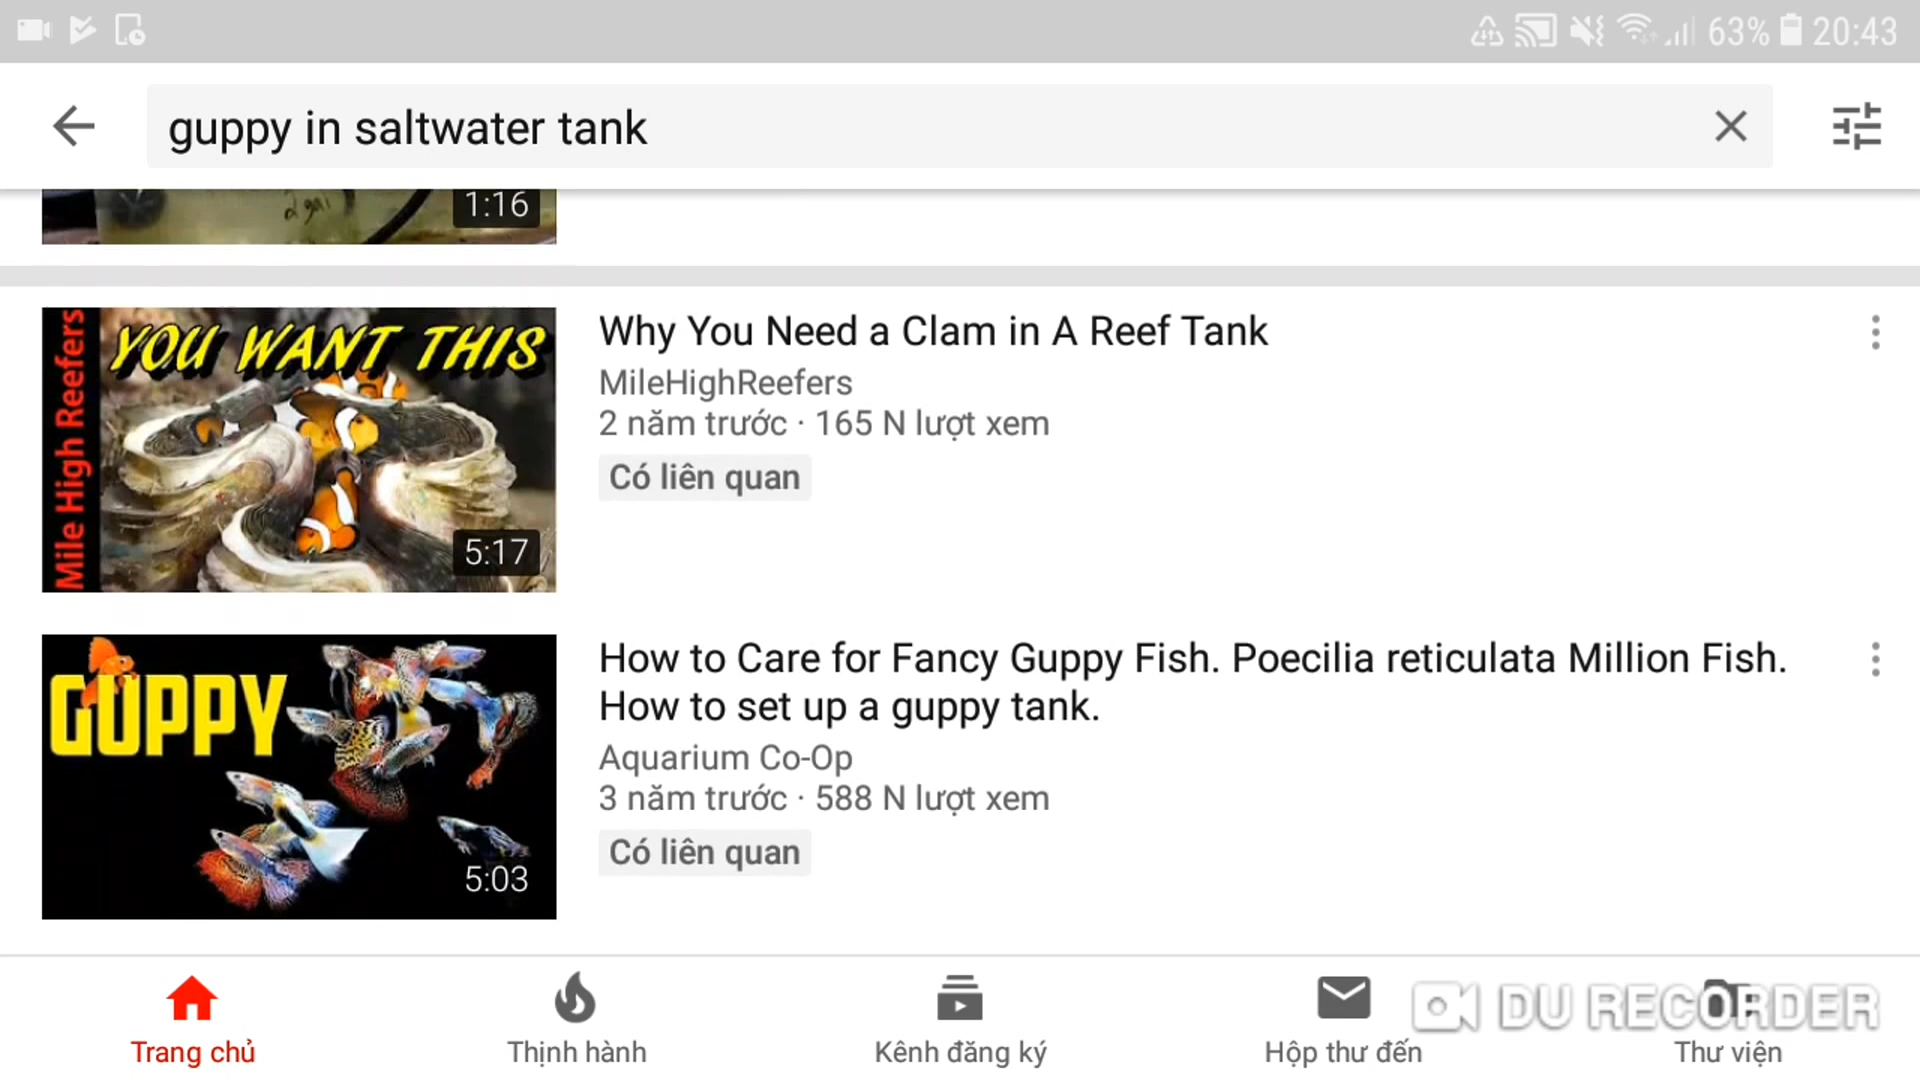 63% 20:43
guppy in saltwater tank
1:16
Mile High Reefers
YOU WANT THIS
5:17
Why You Need a Clam in A Reef Tank
MileHighReefers
2 năm trước · 165 N lượt xem
Có liên quan
GUPPY
5:03
How to Care for Fancy Guppy Fish. Poecilia reticulata Million Fish.
How to set up a guppy tank.
Aquarium Co-Op
3 năm trước · 588 N lượt xem
Có liên quan
DU RECORDER
Trang chủ
Thịnh hành
Kênh đăng ký
Hộp thư đến
Thư viện